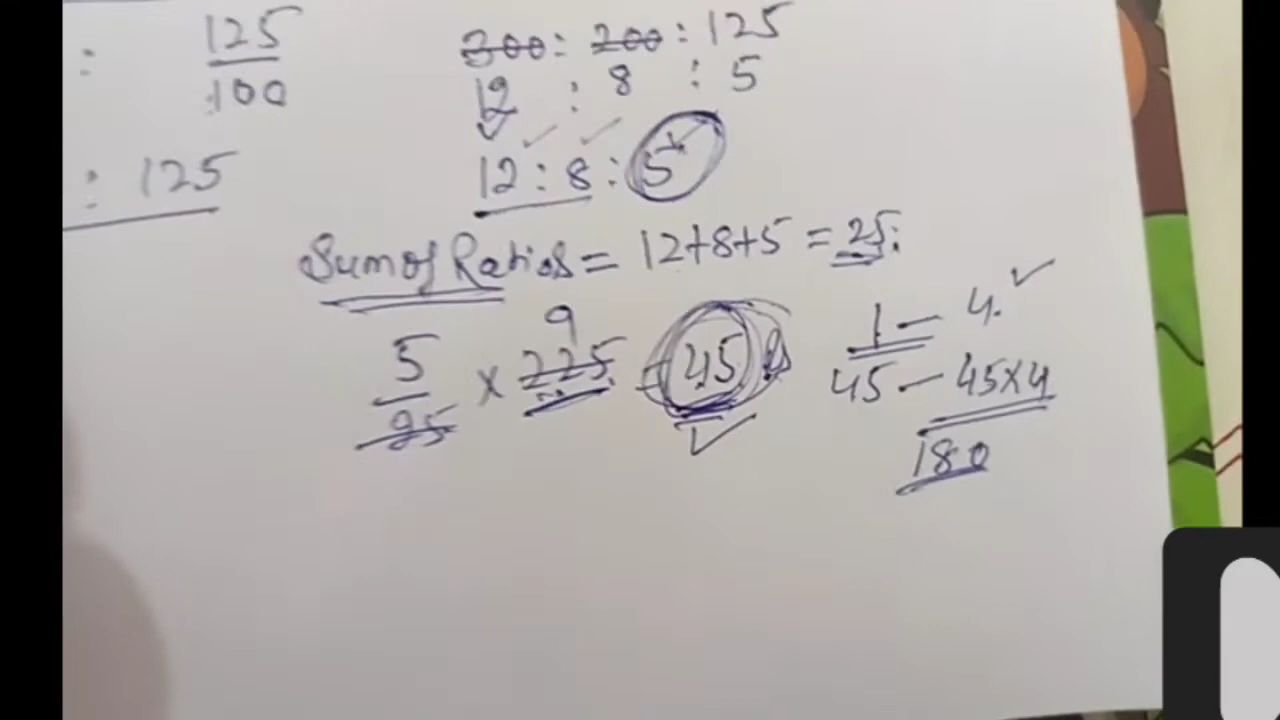 : 125
100
: 125
300 : 200 : 125
12 : 8 : 5
12 : 8 : 5
Sum of Ratios = 12+8+5 = 25:
5 9
25 × 225 = 45
1 — 4.
45 — 45×4
180